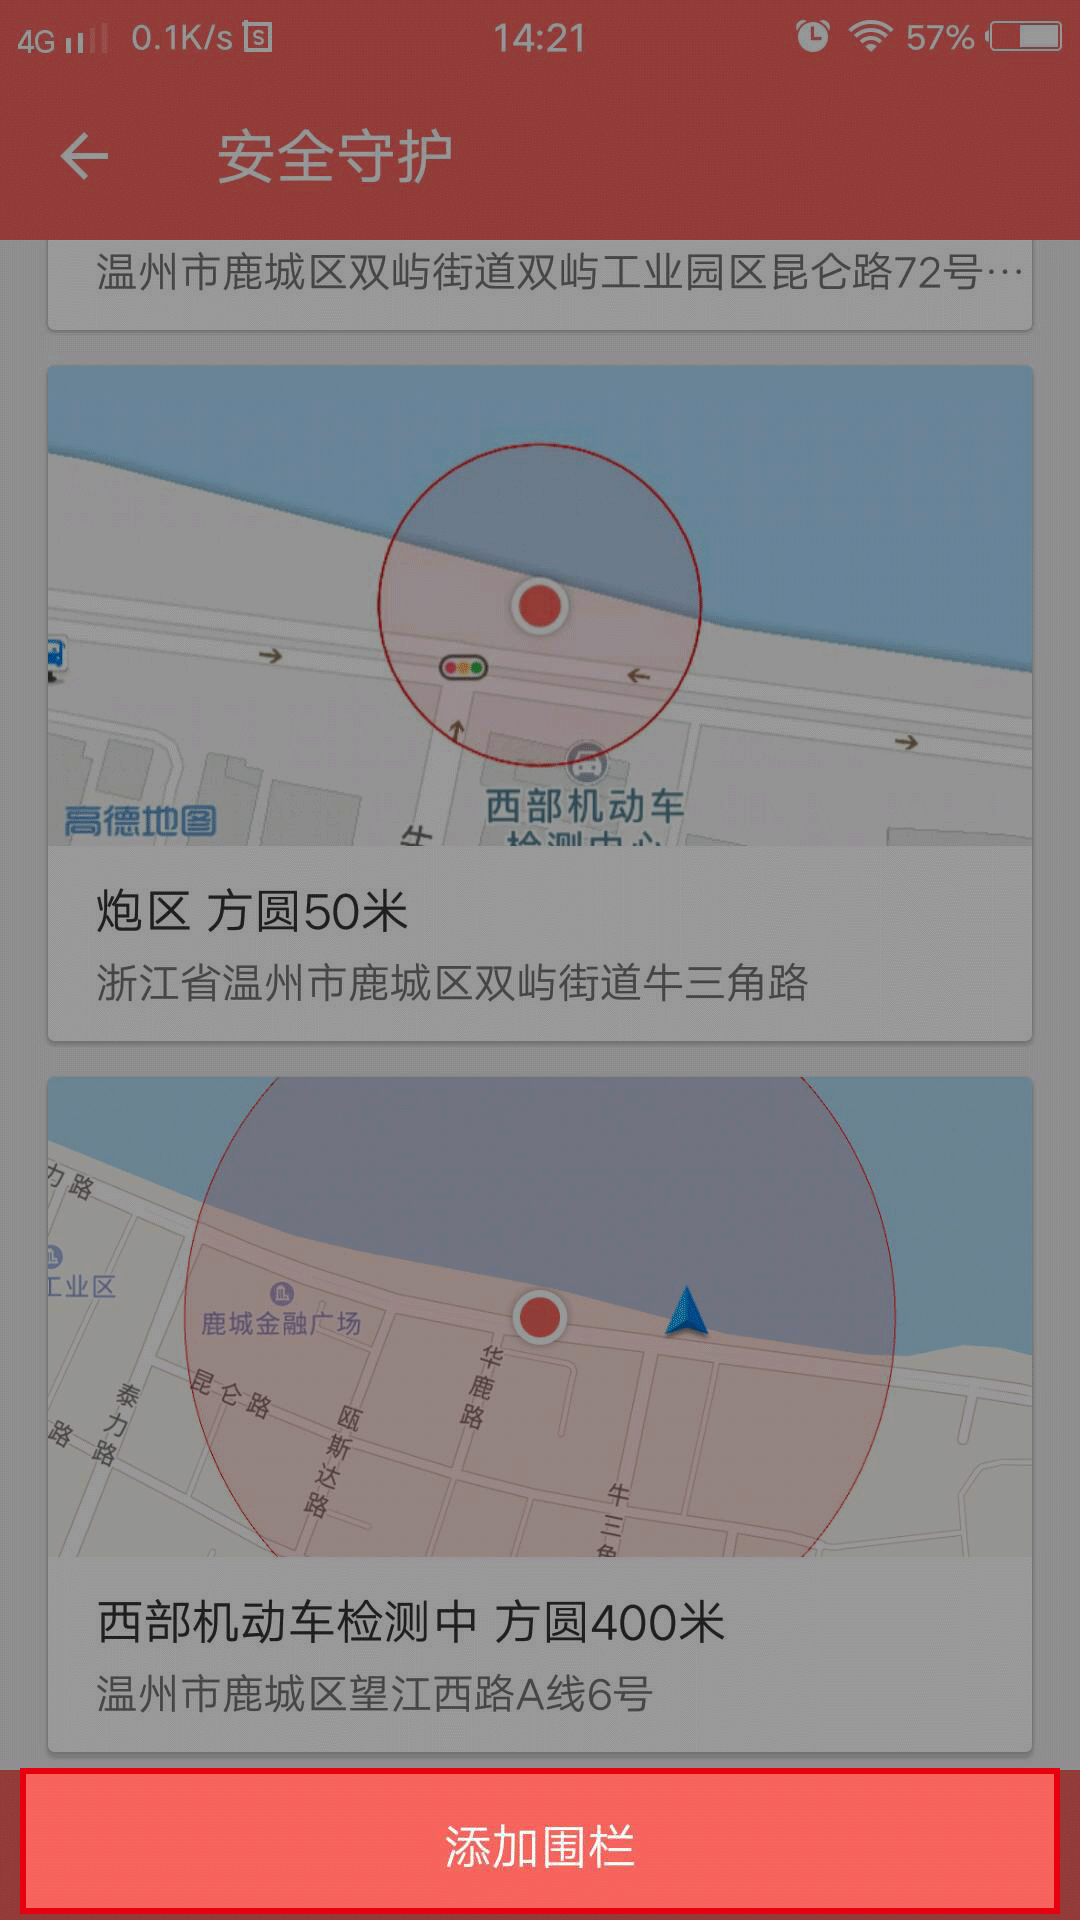 4G 0.1K/s 14:21 57%
安全守护
温州市鹿城区双屿街道双屿工业园区昆仑路72号…
西部机动车
检测中心
牛
高德地图
炮区 方圆50米
浙江省温州市鹿城区双屿街道牛三角路
力路
工业区
鹿城金融广场
昆仑路
泰力路
路
瓯斯达路
华鹿路
牛三角
西部机动车检测中 方圆400米
温州市鹿城区望江西路A线6号
添加围栏